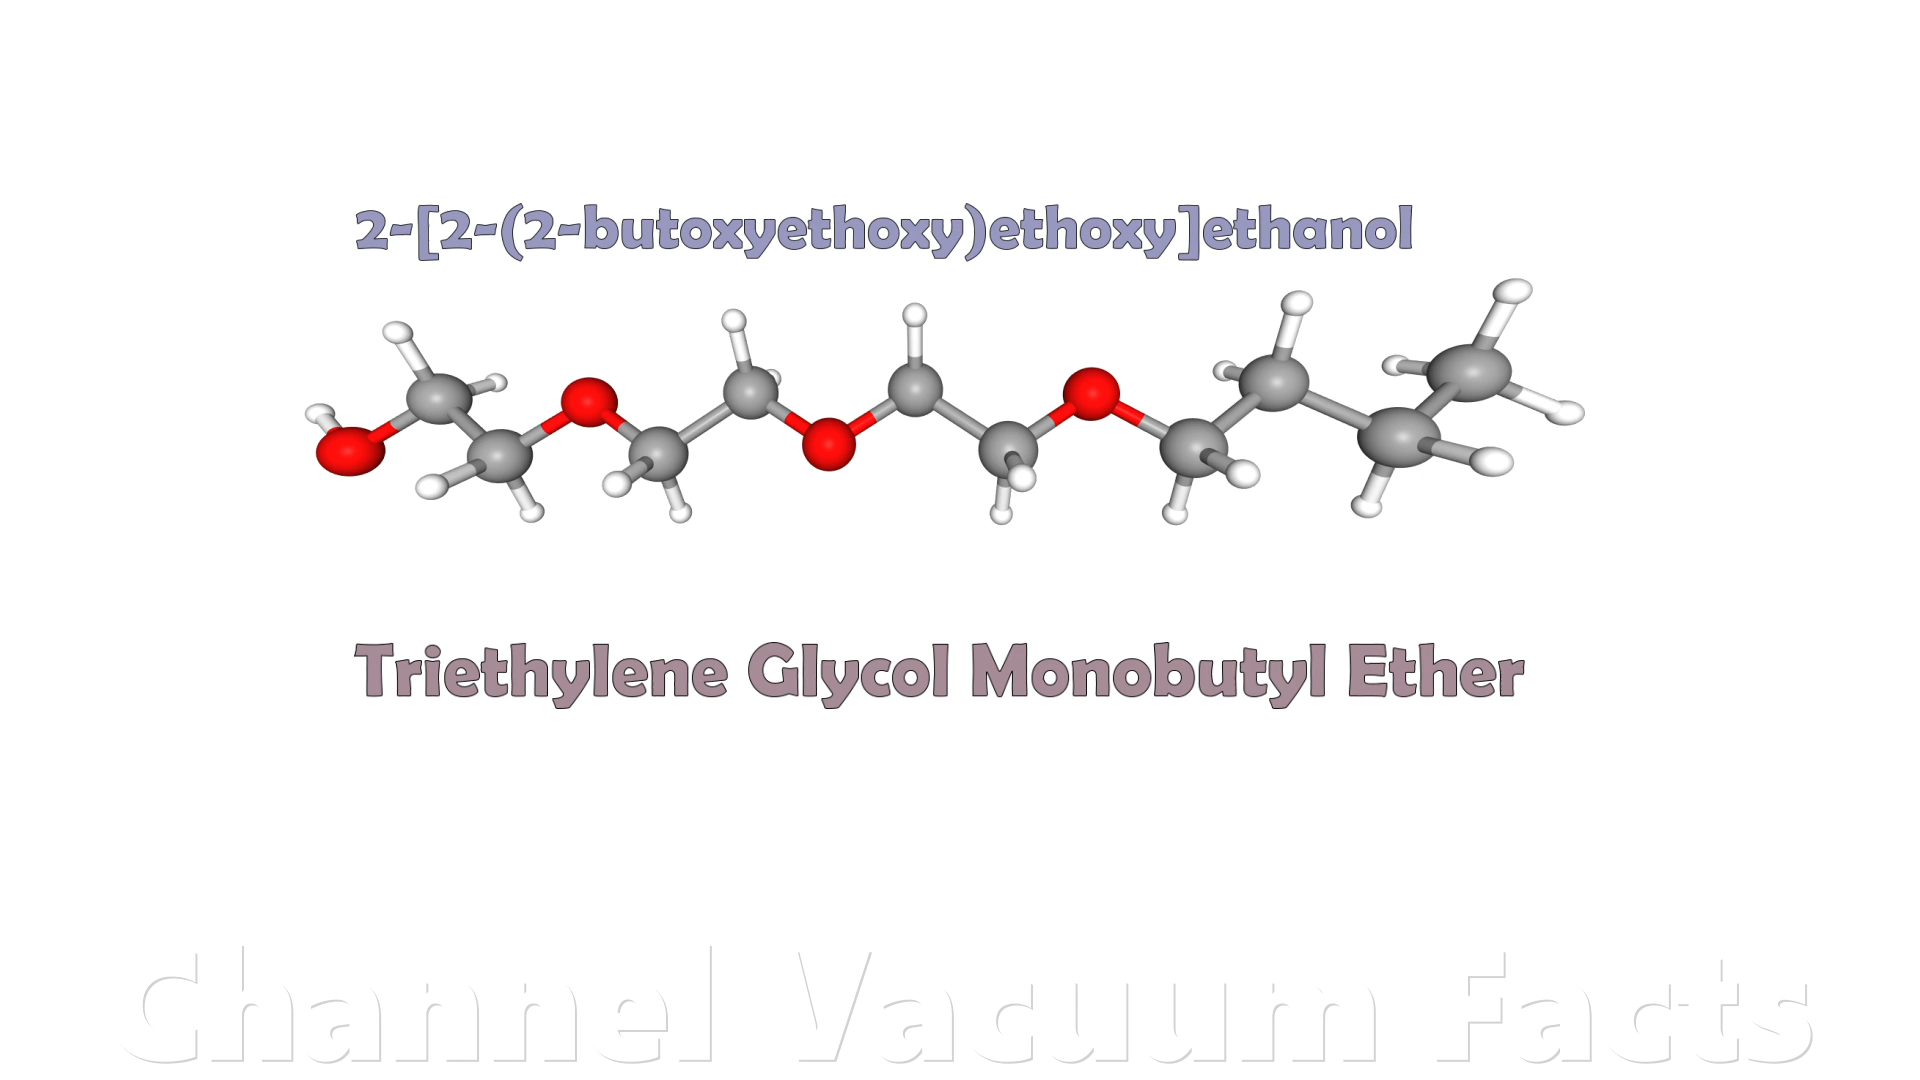 2-[2-(2-butoxyethoxy)ethoxy]ethanol
Triethylene Glycol Monobutyl Ether
Channel Vacuum Facts